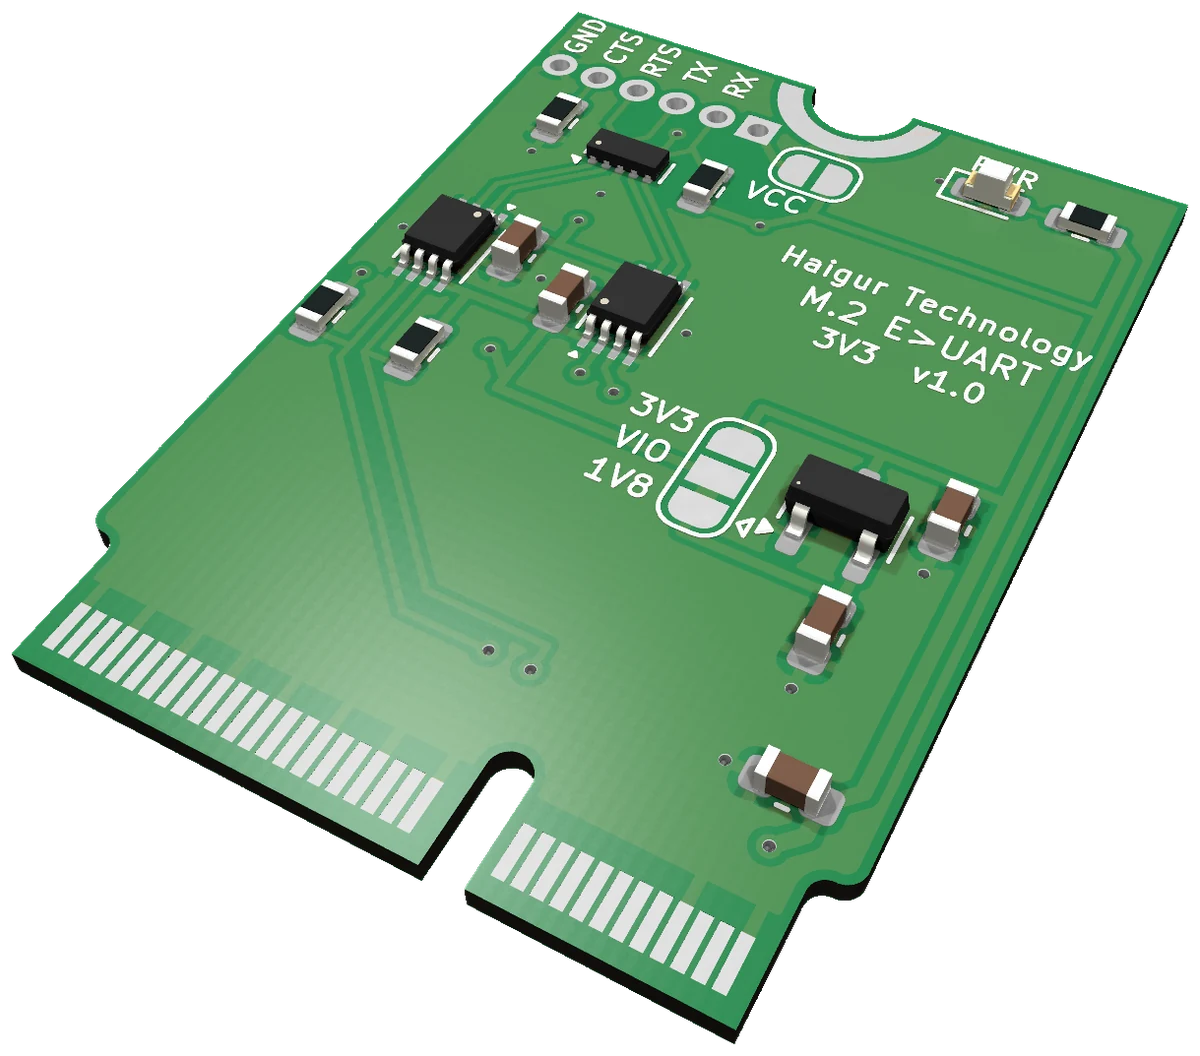 GND
CTS
RTS
TX
RX
VCC
Haigur Technology
M.2 E>UART
3V3 v1.0
3V3
VIO
1V8